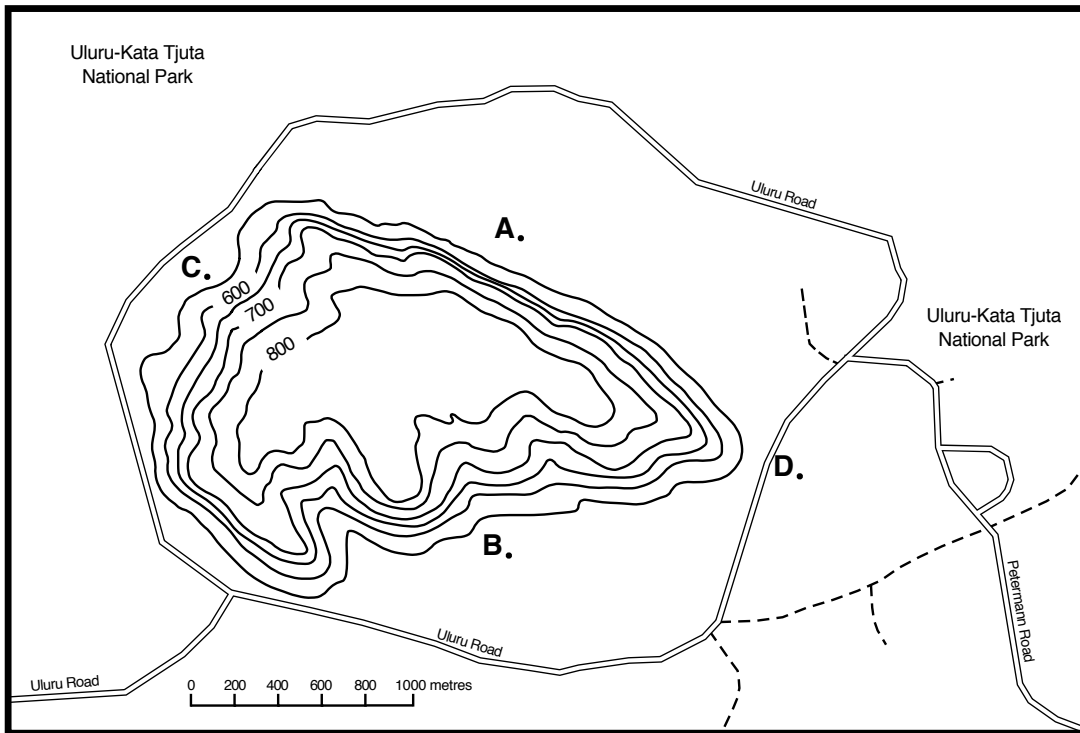 Uluru-Kata Tjuta
National Park
Uluru Road
A.
C.
600
700
800
Uluru-Kata Tjuta
National Park
D.
B.
Petermann Road
Uluru Road
Uluru Road
0 200 400 600 800 1000 metres